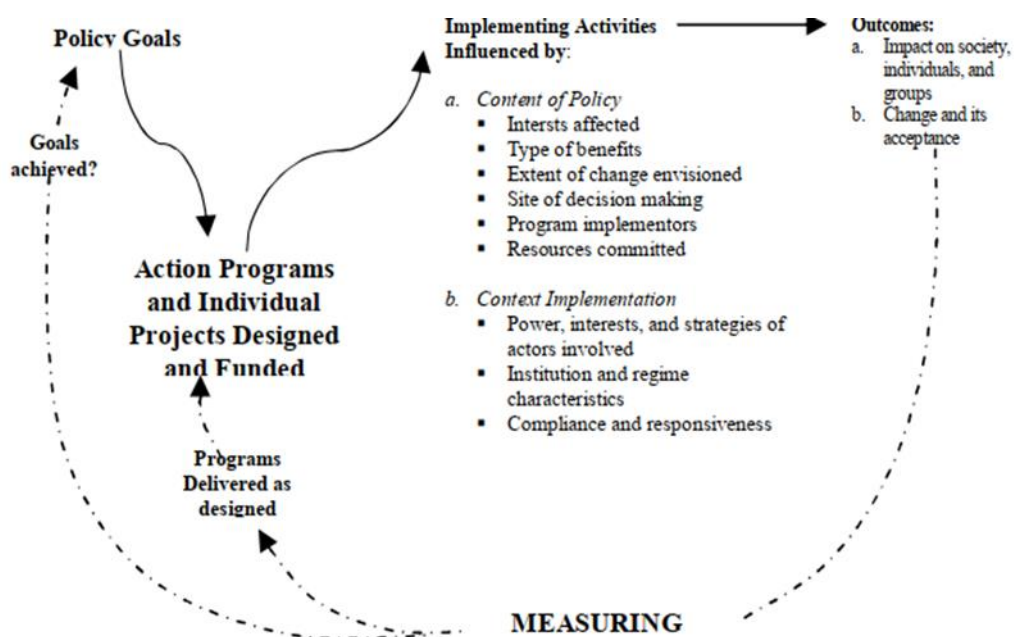 Policy Goals
Goals
achieved?
Action Programs
and Individual
Projects Designed
and Funded
Programs
Delivered as
designed
Implementing Activities
Influenced by:
a. Content of Policy
▪ Intersts affected
▪ Type of benefits
▪ Extent of change envisioned
▪ Site of decision making
▪ Program implementors
▪ Resources committed
b. Context Implementation
▪ Power, interests, and strategies of
actors involved
▪ Institution and regime
characteristics
▪ Compliance and responsiveness
Outcomes:
a. Impact on society,
individuals, and
groups
b. Change and its
acceptance
MEASURING